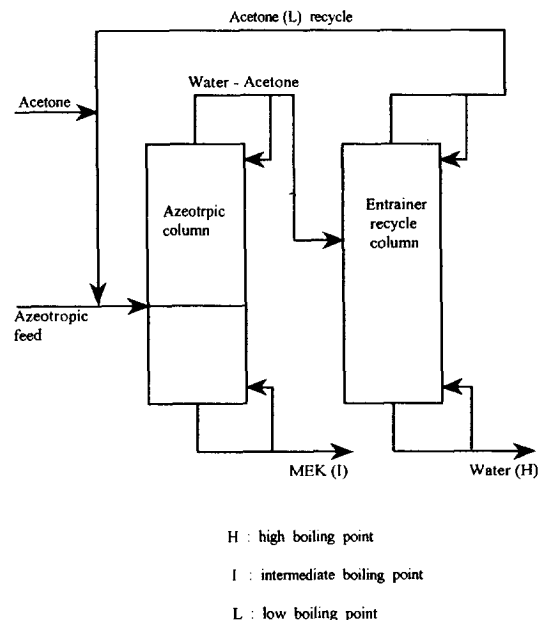 Acetone (L) recycle
Water - Acetone
Acetone
Azeotrpic
column
Entrainer
recycle
column
Azeotropic
feed
MEK (I)
Water (H)
H : high boiling point
I : intermediate boiling point
L : low boiling point